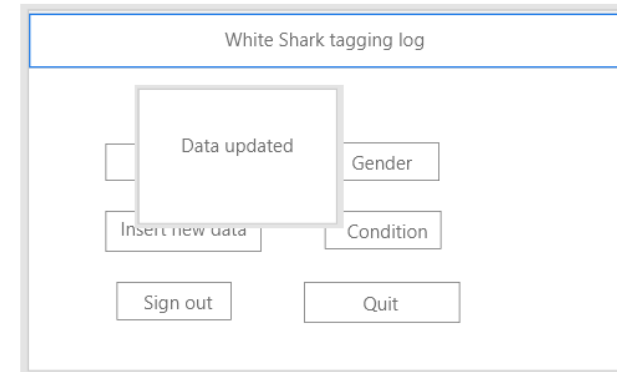 White Shark tagging log
Data updated
Gender
Insert new data
Condition
Sign out
Quit